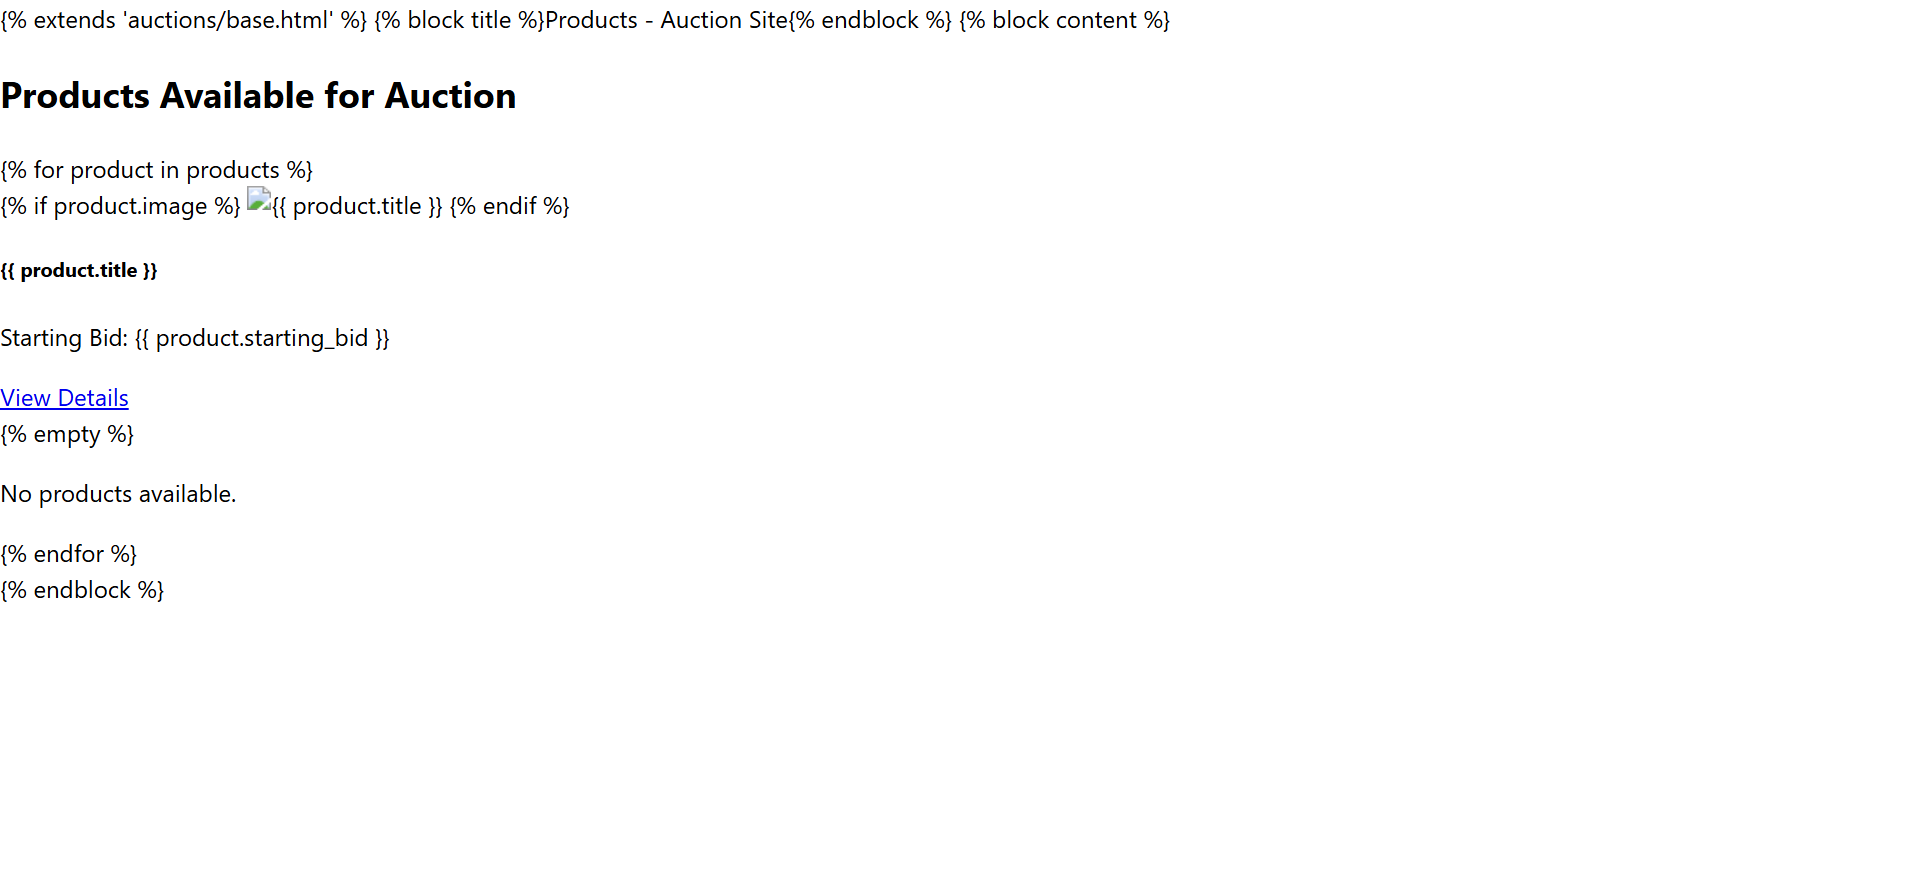 {% extends 'auctions/base.html' %} {% block title %}Products - Auction Site{% endblock %} {% block content %}
Products Available for Auction
{% for product in products %}
{% if product.image %} {{ product.title }} {% endif %}
{{ product.title }}
Starting Bid: {{ product.starting_bid }}
View Details
{% empty %}
No products available.
{% endfor %}
{% endblock %}